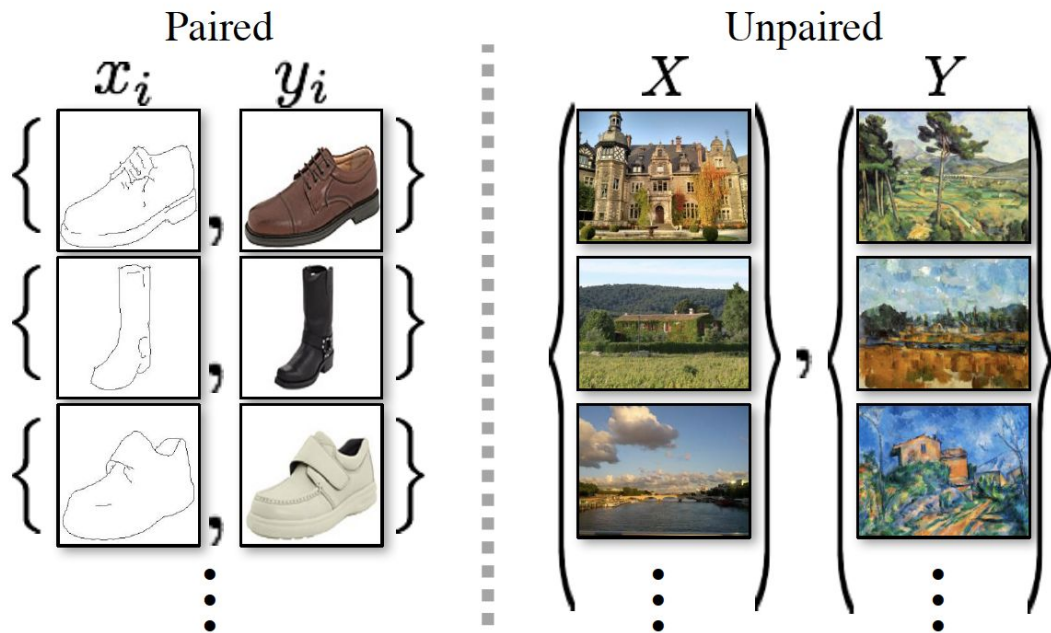 Paired
Unpaired
x_i
y_i
X
Y
{ , }
{ , }
{ , }
{ } , { }
⋮
⋮
⋮